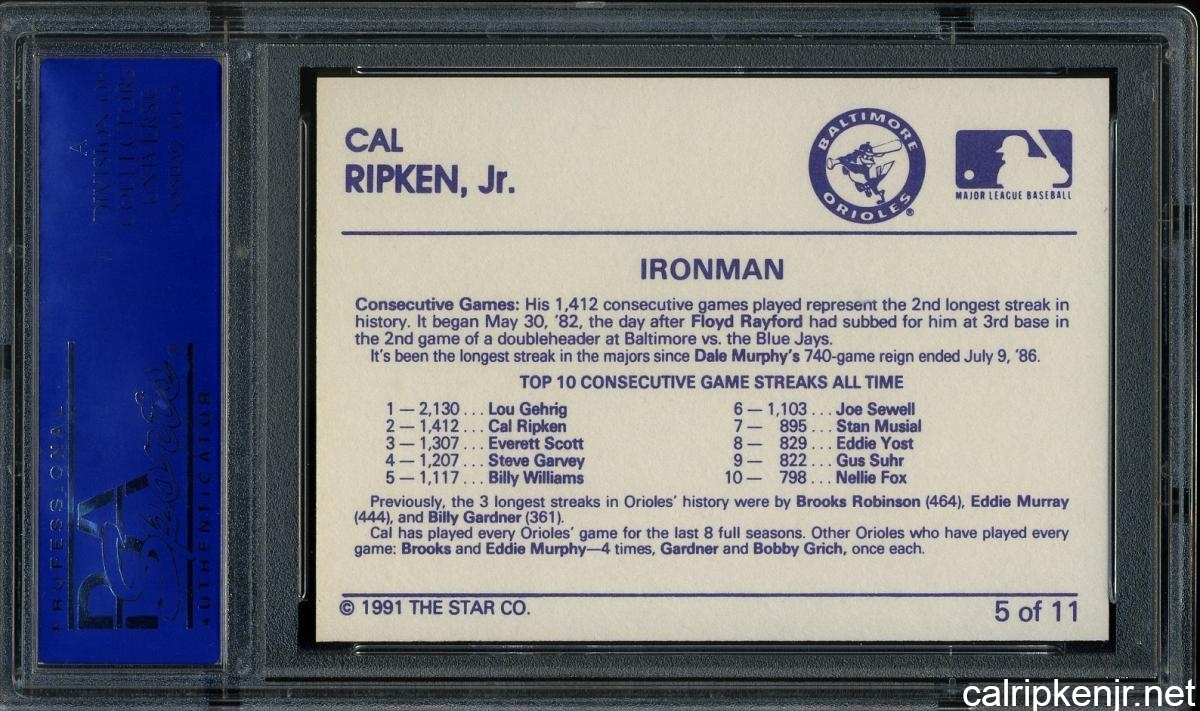 A
DIVISION OF
COLLECTORS
UNIVERSE
NASDAQ: CLCT
PROFESSIONAL
PSA
AUTHENTICATOR
CAL
RIPKEN, Jr.
BALTIMORE
ORIOLES
®
MAJOR LEAGUE BASEBALL
IRONMAN
Consecutive Games: His 1,412 consecutive games played represent the 2nd longest streak in
history. It began May 30, '82, the day after Floyd Rayford had subbed for him at 3rd base in
the 2nd game of a doubleheader at Baltimore vs. the Blue Jays.
It's been the longest streak in the majors since Dale Murphy's 740-game reign ended July 9, '86.
TOP 10 CONSECUTIVE GAME STREAKS ALL TIME
1 — 2,130 . . . Lou Gehrig
2 — 1,412 . . . Cal Ripken
3 — 1,307 . . . Everett Scott
4 — 1,207 . . . Steve Garvey
5 — 1,117 . . . Billy Williams
6 — 1,103 . . . Joe Sewell
7 — 895 . . . Stan Musial
8 — 829 . . . Eddie Yost
9 — 822 . . . Gus Suhr
10 — 798 . . . Nellie Fox
Previously, the 3 longest streaks in Orioles' history were by Brooks Robinson (464), Eddie Murray
(444), and Billy Gardner (361).
Cal has played every Orioles' game for the last 8 full seasons. Other Orioles who have played every
game: Brooks and Eddie Murphy—4 times, Gardner and Bobby Grich, once each.
© 1991 THE STAR CO.
5 of 11
calripkenjr.net